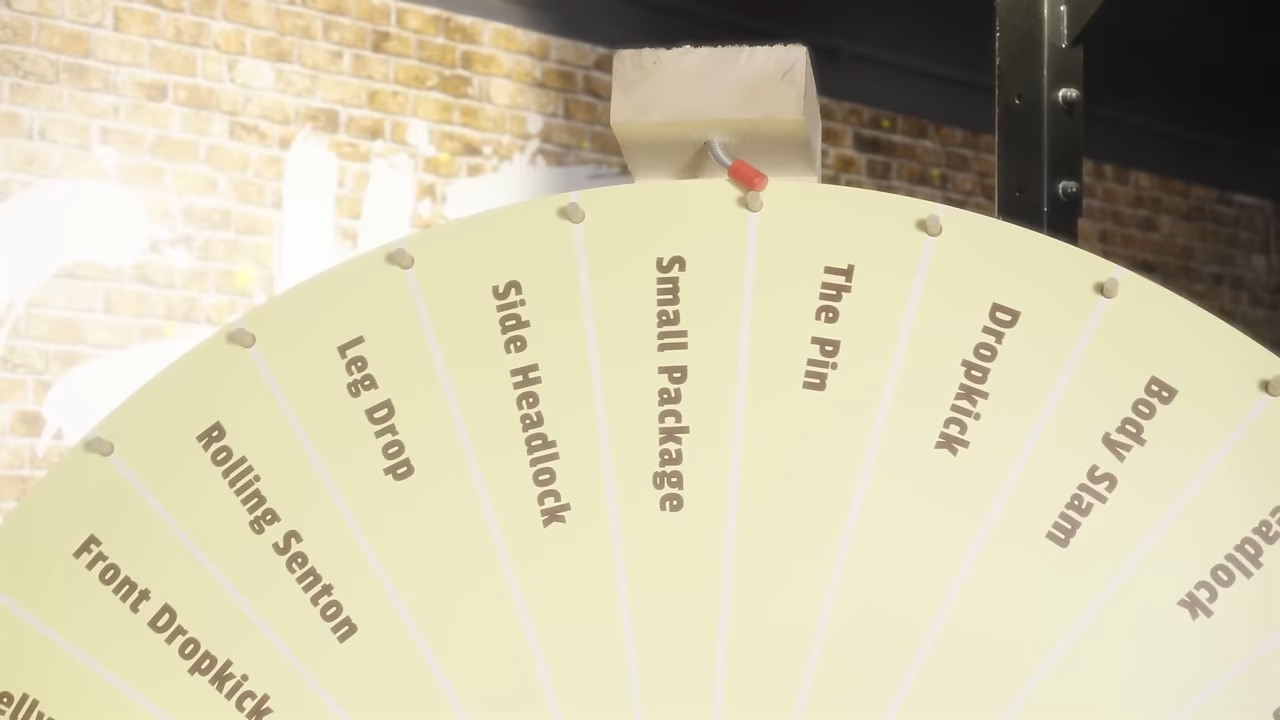 Front Dropkick
Rolling Senton
Leg Drop
Side Headlock
Small Package
The Pin
Dropkick
Body Slam